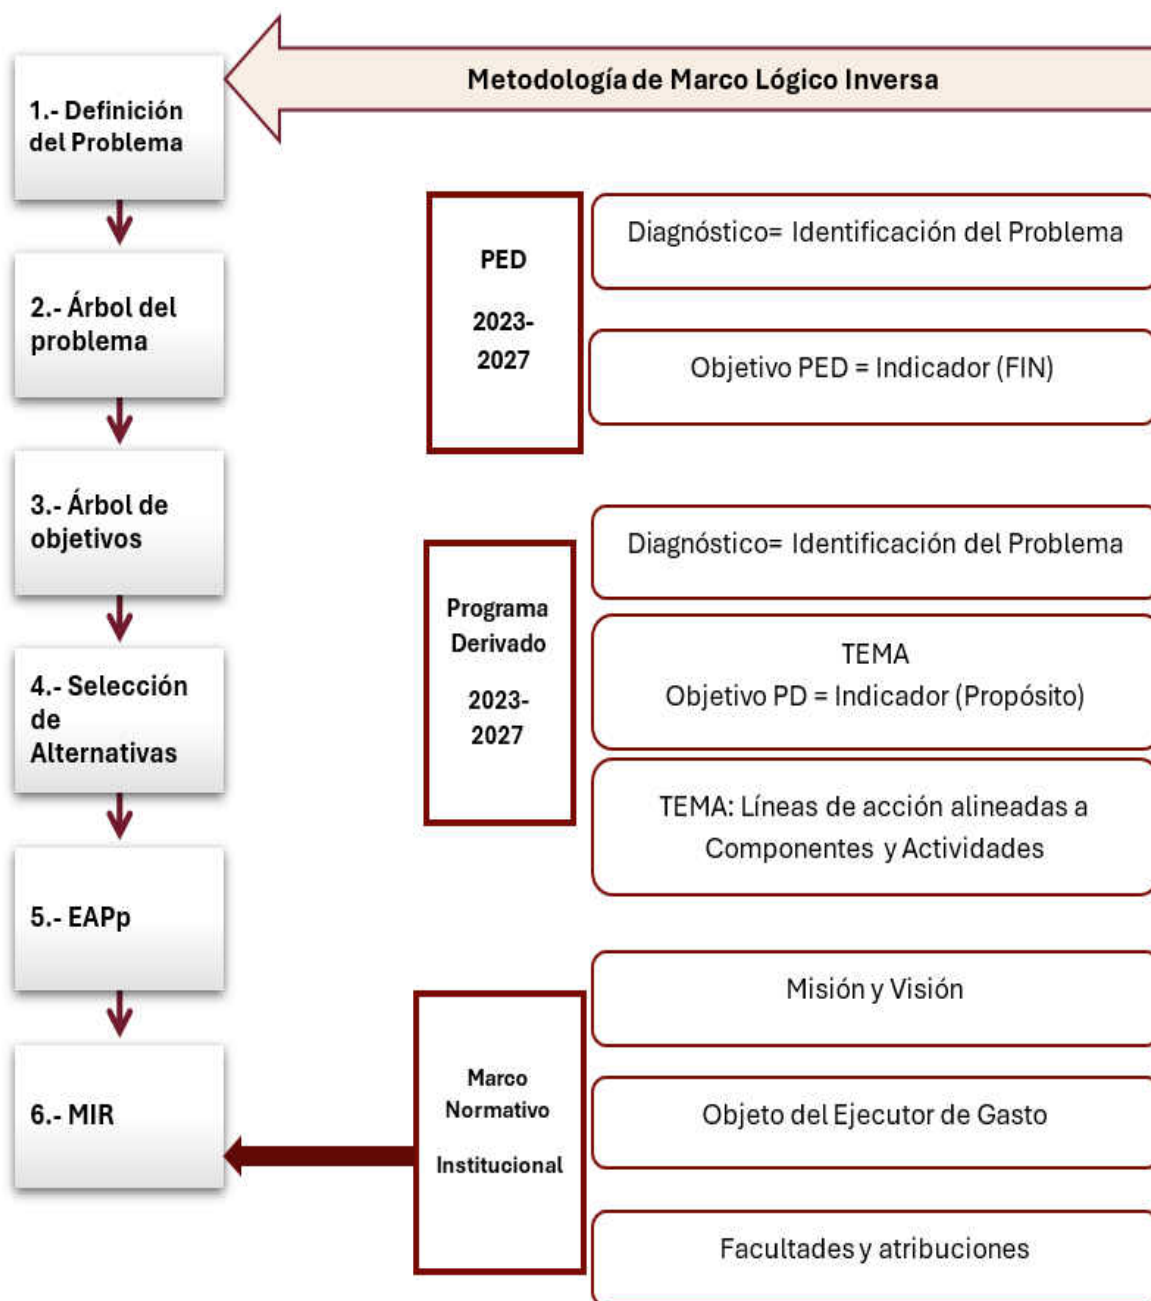 Metodología de Marco Lógico Inversa
1.- Definición
del Problema
2.- Árbol del
problema
3.- Árbol de
objetivos
4.- Selección
de
Alternativas
5.- EAPp
6.- MIR
PED
2023-
2027
Diagnóstico= Identificación del Problema
Objetivo PED = Indicador (FIN)
Programa
Derivado
2023-
2027
Diagnóstico= Identificación del Problema
TEMA
Objetivo PD = Indicador (Propósito)
TEMA: Líneas de acción alineadas a
Componentes y Actividades
Marco
Normativo
Institucional
Misión y Visión
Objeto del Ejecutor de Gasto
Facultades y atribuciones